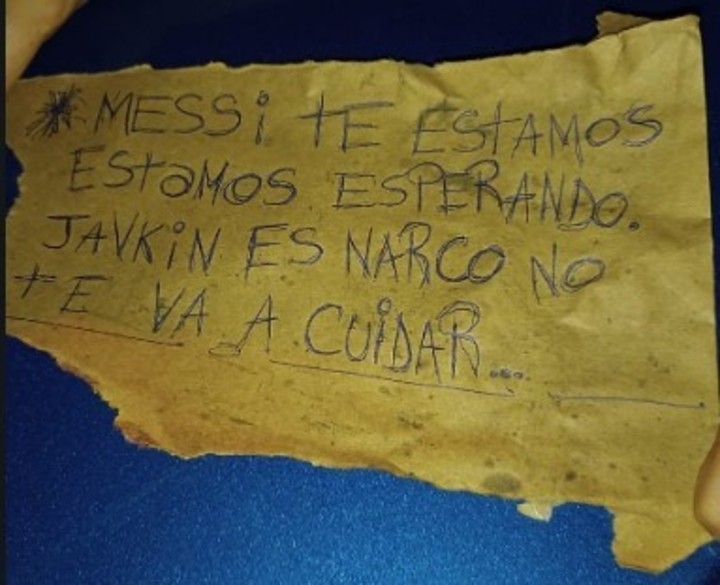 MESSi tE EStAMOS
EStaMOS ESPERANDO.
JAVKiN ES NARCO NO
tE VA A CUiDAR....